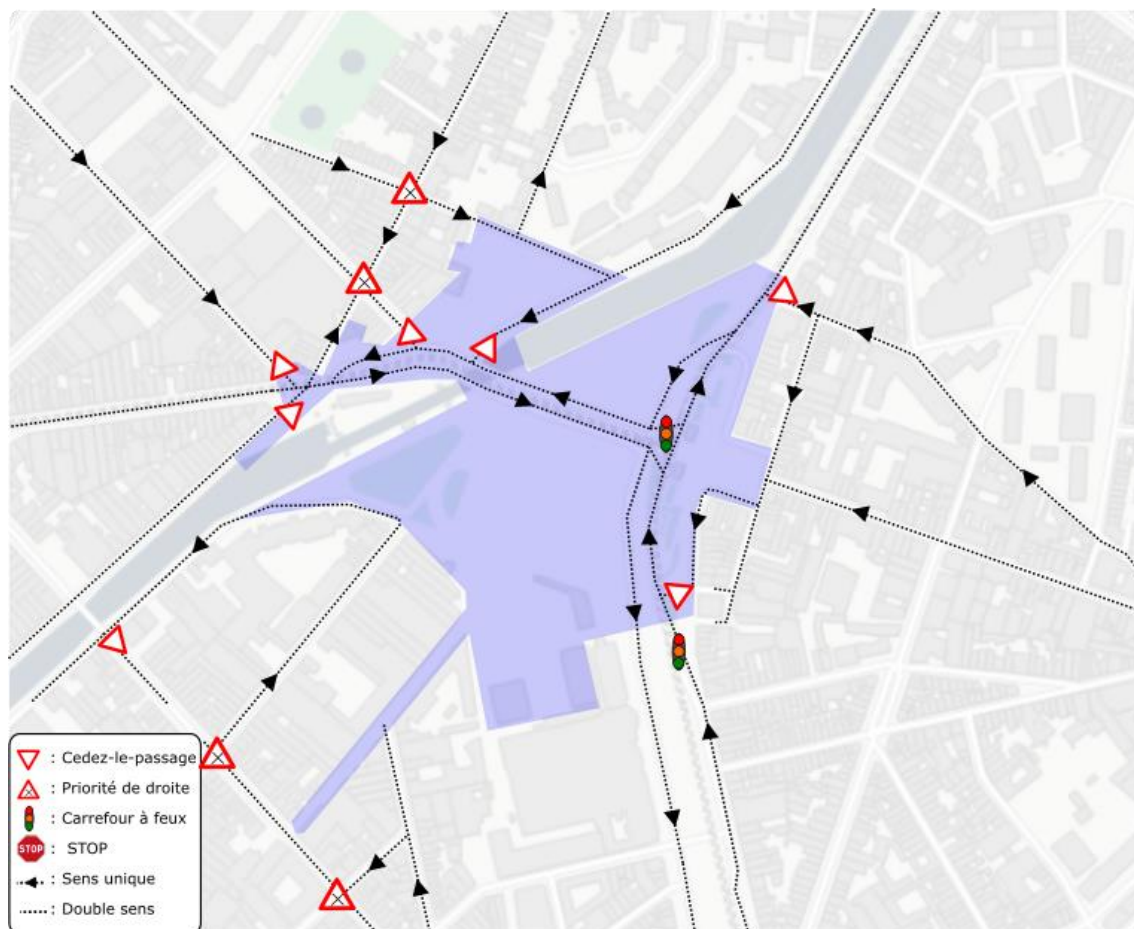 : Cedez-le-passage
: Priorité de droite
: Carrefour à feux
STOP : STOP
: Sens unique
: Double sens